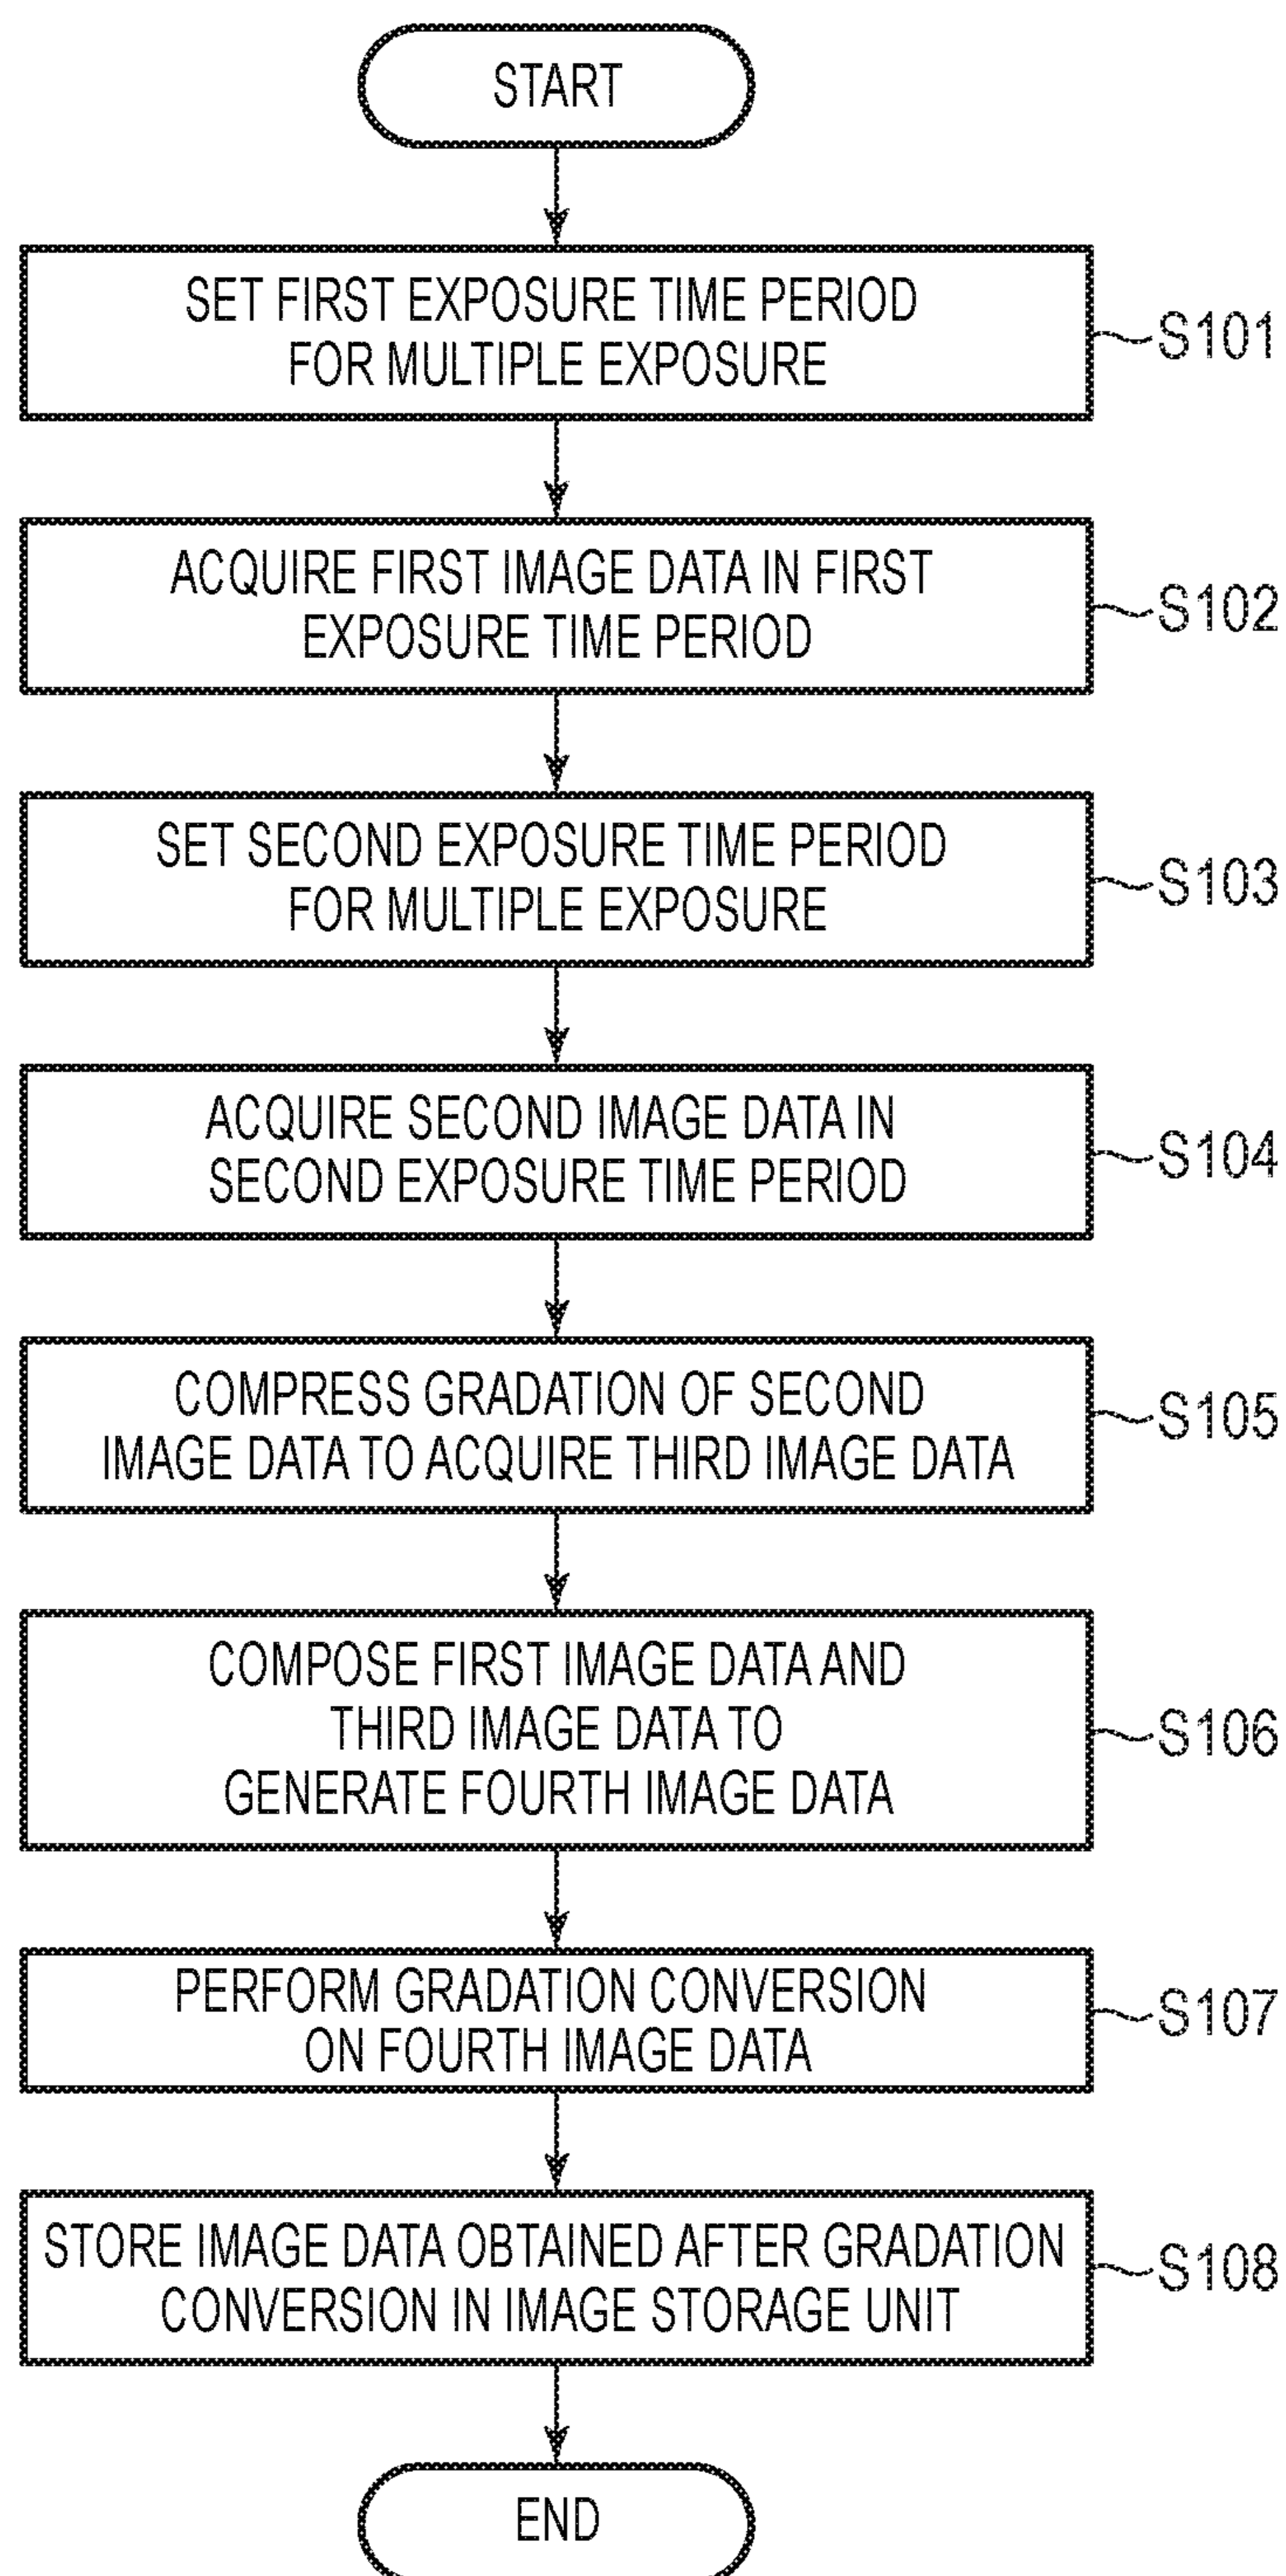 START
SET FIRST EXPOSURE TIME PERIOD
FOR MULTIPLE EXPOSURE
S101
ACQUIRE FIRST IMAGE DATA IN FIRST
EXPOSURE TIME PERIOD
S102
SET SECOND EXPOSURE TIME PERIOD
FOR MULTIPLE EXPOSURE
S103
ACQUIRE SECOND IMAGE DATA IN
SECOND EXPOSURE TIME PERIOD
S104
COMPRESS GRADATION OF SECOND
IMAGE DATA TO ACQUIRE THIRD IMAGE DATA
S105
COMPOSE FIRST IMAGE DATA AND
THIRD IMAGE DATA TO
GENERATE FOURTH IMAGE DATA
S106
PERFORM GRADATION CONVERSION
ON FOURTH IMAGE DATA
S107
STORE IMAGE DATA OBTAINED AFTER GRADATION
CONVERSION IN IMAGE STORAGE UNIT
S108
END